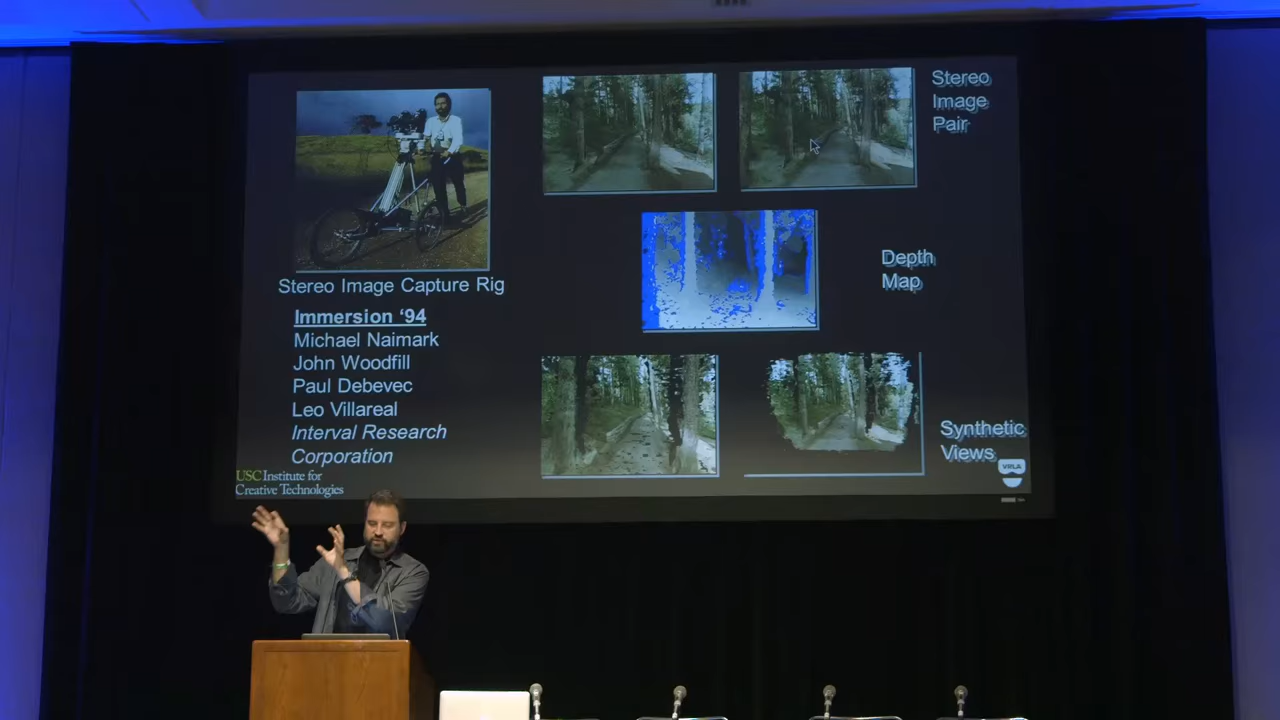 Stereo
Image
Pair
Stereo Image Capture Rig
Depth
Map
Immersion ‘94
Michael Naimark
John Woodfill
Paul Debevec
Leo Villareal
Interval Research
Corporation
Synthetic
Views
VRLA
USC Institute for
Creative Technologies